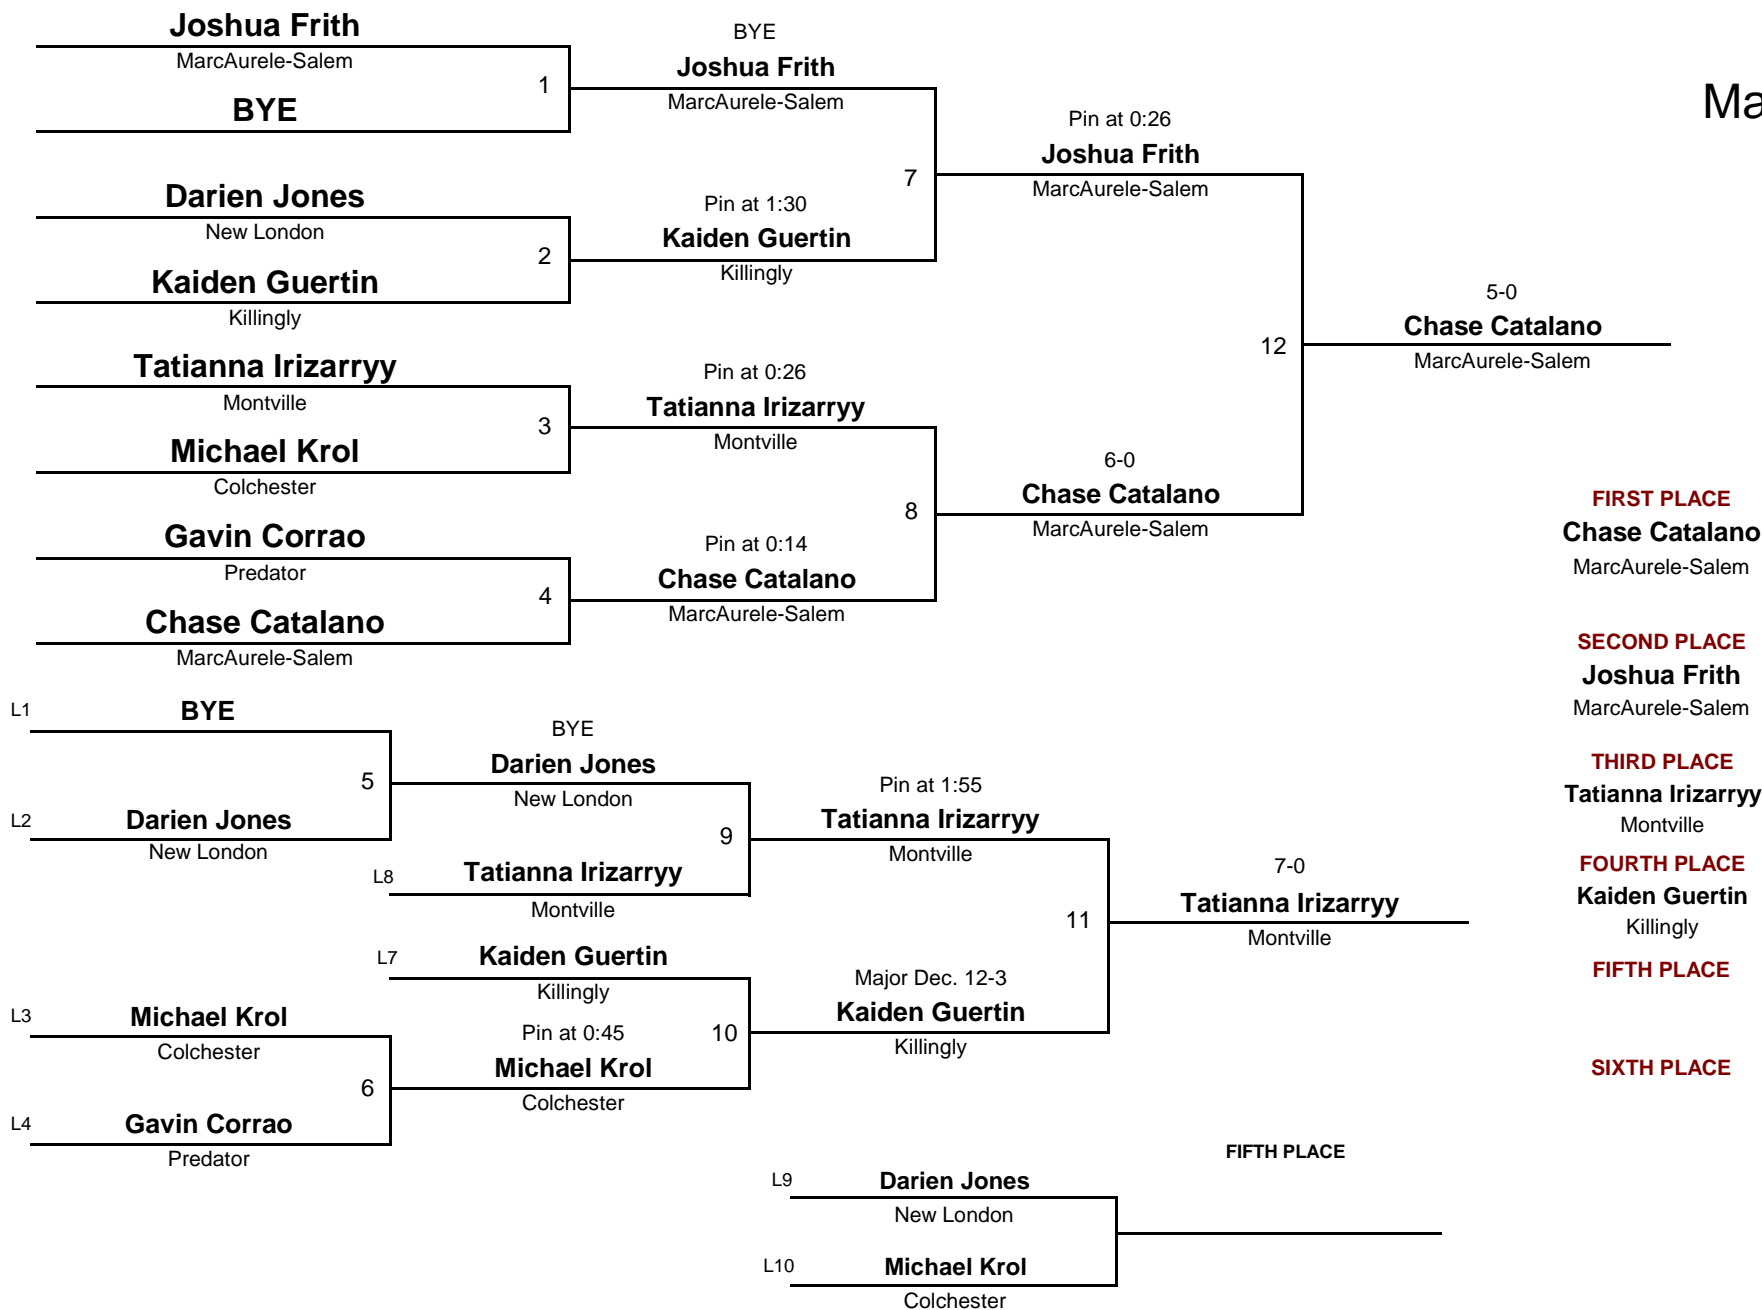 Joshua Frith
MarcAurele-Salem
1
BYE
BYE
Joshua Frith
MarcAurele-Salem
Ma
Darien Jones
New London
2
Kaiden Guertin
Killingly
Pin at 1:30
Kaiden Guertin
Killingly
7
Pin at 0:26
Joshua Frith
MarcAurele-Salem
Tatianna Irizarryy
Montville
3
Michael Krol
Colchester
Pin at 0:26
Tatianna Irizarryy
Montville
Gavin Corrao
Predator
4
Chase Catalano
MarcAurele-Salem
Pin at 0:14
Chase Catalano
MarcAurele-Salem
8
6-0
Chase Catalano
MarcAurele-Salem
12
5-0
Chase Catalano
MarcAurele-Salem
FIRST PLACE
Chase Catalano
MarcAurele-Salem
SECOND PLACE
Joshua Frith
MarcAurele-Salem
THIRD PLACE
Tatianna Irizarryy
Montville
FOURTH PLACE
Kaiden Guertin
Killingly
FIFTH PLACE
SIXTH PLACE
L1
BYE
5
L2
Darien Jones
New London
BYE
Darien Jones
New London
9
L8
Tatianna Irizarryy
Montville
Pin at 1:55
Tatianna Irizarryy
Montville
L7
Kaiden Guertin
Killingly
L3
Michael Krol
Colchester
6
L4
Gavin Corrao
Predator
Pin at 0:45
Michael Krol
Colchester
10
Major Dec. 12-3
Kaiden Guertin
Killingly
11
7-0
Tatianna Irizarryy
Montville
FIFTH PLACE
L9
Darien Jones
New London
L10
Michael Krol
Colchester